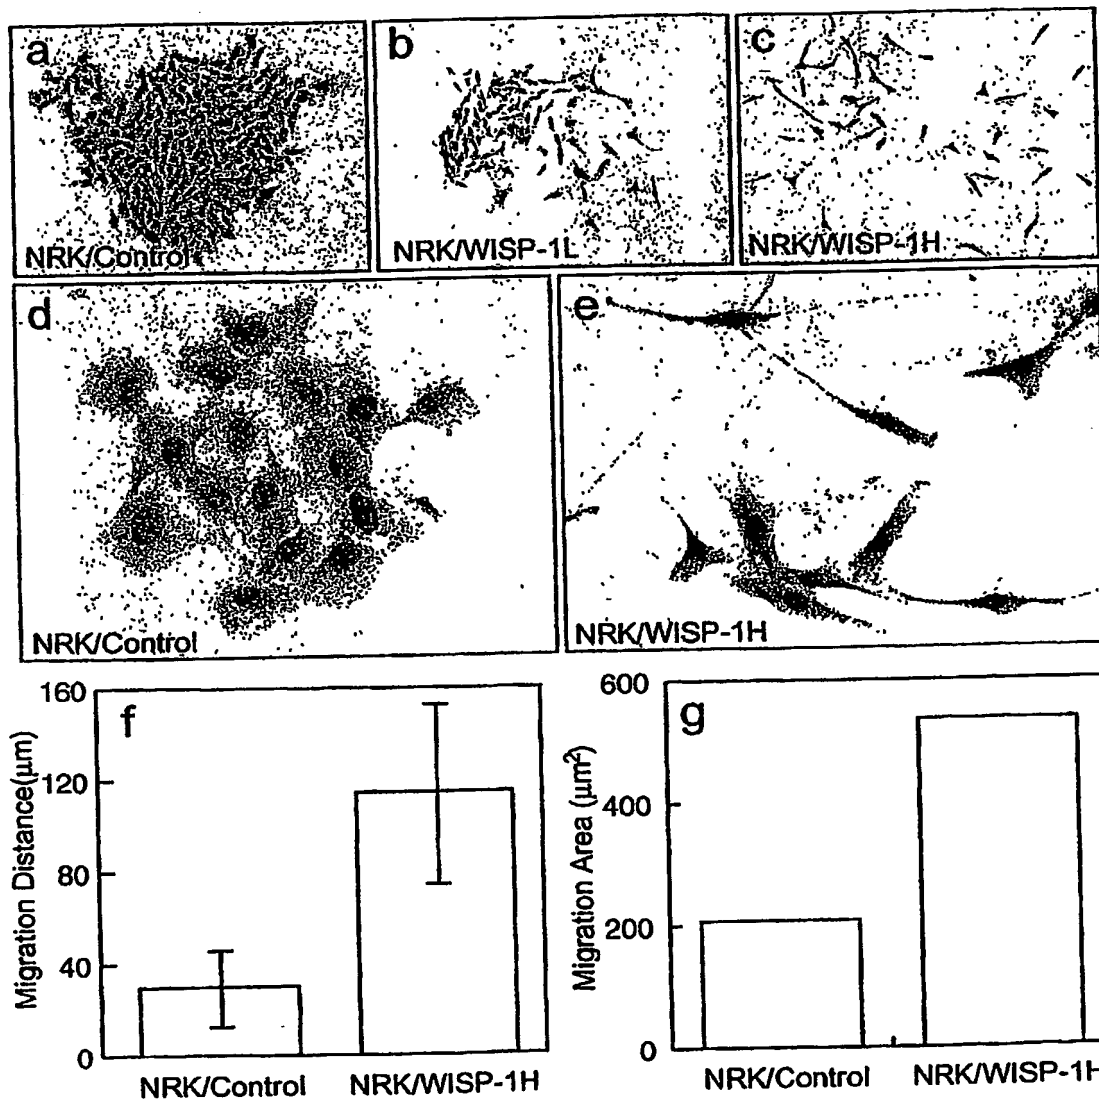 a
NRK/Control
b
NRK/WISP-1L
c
NRK/WISP-1H
d
NRK/Control
e
NRK/WISP-1H
f
Migration Distance(μm)
160
120
80
40
0
NRK/Control
NRK/WISP-1H
g
Migration Area (μm²)
600
400
200
0
NRK/Control
NRK/WISP-1H